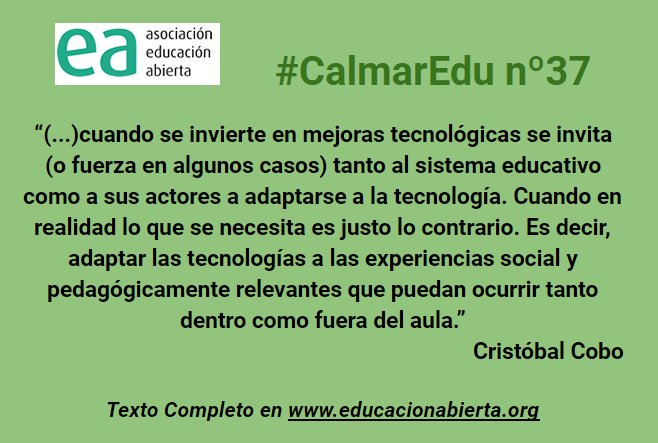 ea asociación
educación
abierta
#CalmarEdu nº37
“(...)cuando se invierte en mejoras tecnológicas se invita
(o fuerza en algunos casos) tanto al sistema educativo
como a sus actores a adaptarse a la tecnología. Cuando en
realidad lo que se necesita es justo lo contrario. Es decir,
adaptar las tecnologías a las experiencias social y
pedagógicamente relevantes que puedan ocurrir tanto
dentro como fuera del aula.”
Cristóbal Cobo
Texto Completo en www.educacionabierta.org